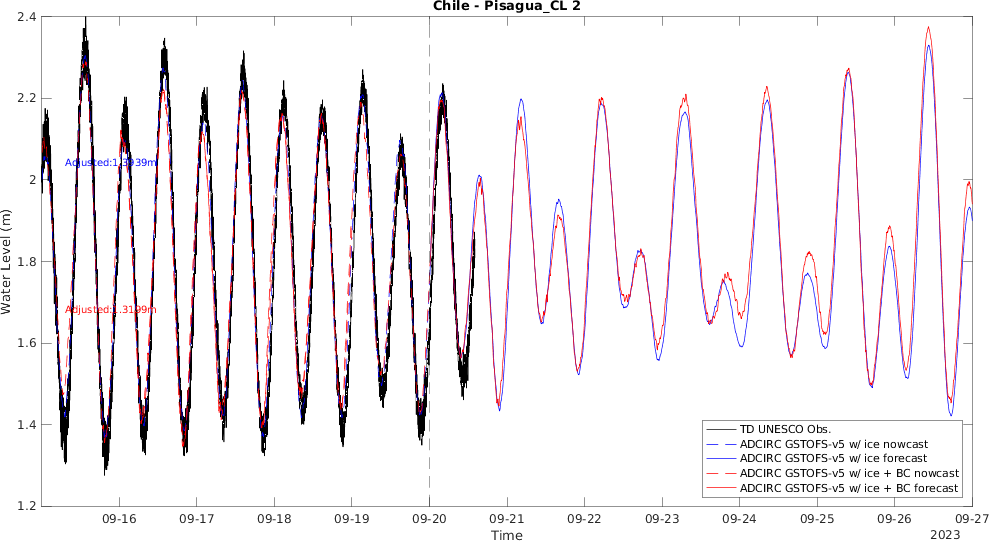 Chile - Pisagua_CL 2
Water Level (m)
2.4
2.2
2
1.8
1.6
1.4
1.2
Adjusted:1.3939m
Adjusted:1.3199m
TD UNESCO Obs.
ADCIRC GSTOFS-v5 w/ ice nowcast
ADCIRC GSTOFS-v5 w/ ice forecast
ADCIRC GSTOFS-v5 w/ ice + BC nowcast
ADCIRC GSTOFS-v5 w/ ice + BC forecast
09-16 09-17 09-18 09-19 09-20 09-21 09-22 09-23 09-24 09-25 09-26 09-27
Time
2023